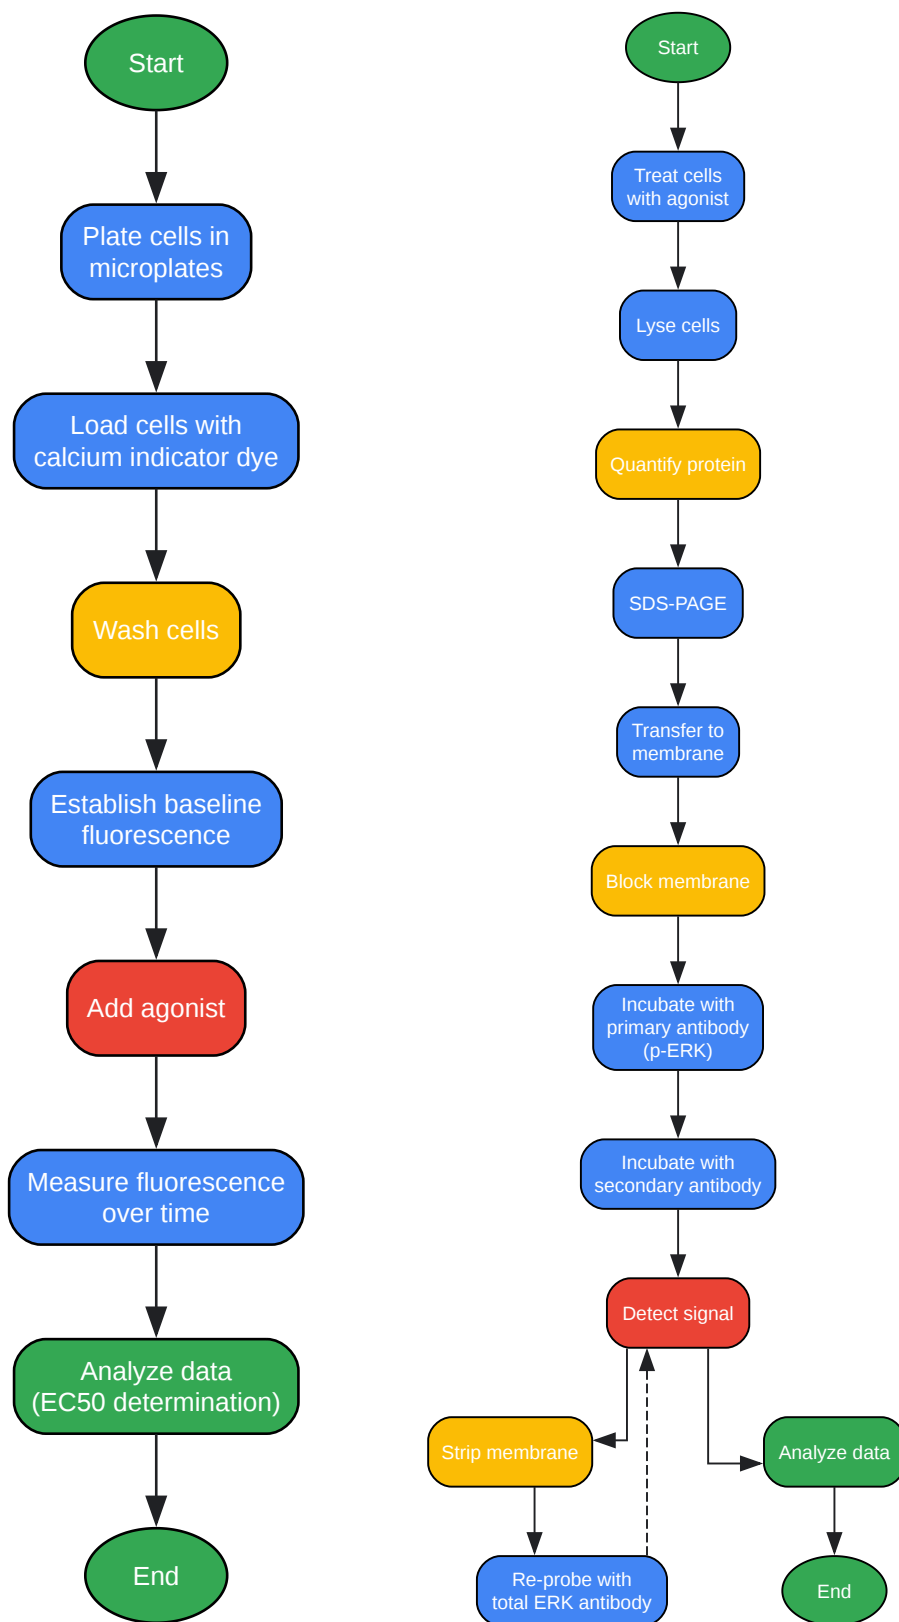 Start
Plate cells in
microplates
Load cells with
calcium indicator dye
Wash cells
Establish baseline
fluorescence
Add agonist
Measure fluorescence
over time
Analyze data
(EC50 determination)
End
Start
Treat cells
with agonist
Lyse cells
Quantify protein
SDS-PAGE
Transfer to
membrane
Block membrane
Incubate with
primary antibody
(p-ERK)
Incubate with
secondary antibody
Detect signal
Strip membrane
Analyze data
Re-probe with
total ERK antibody
End